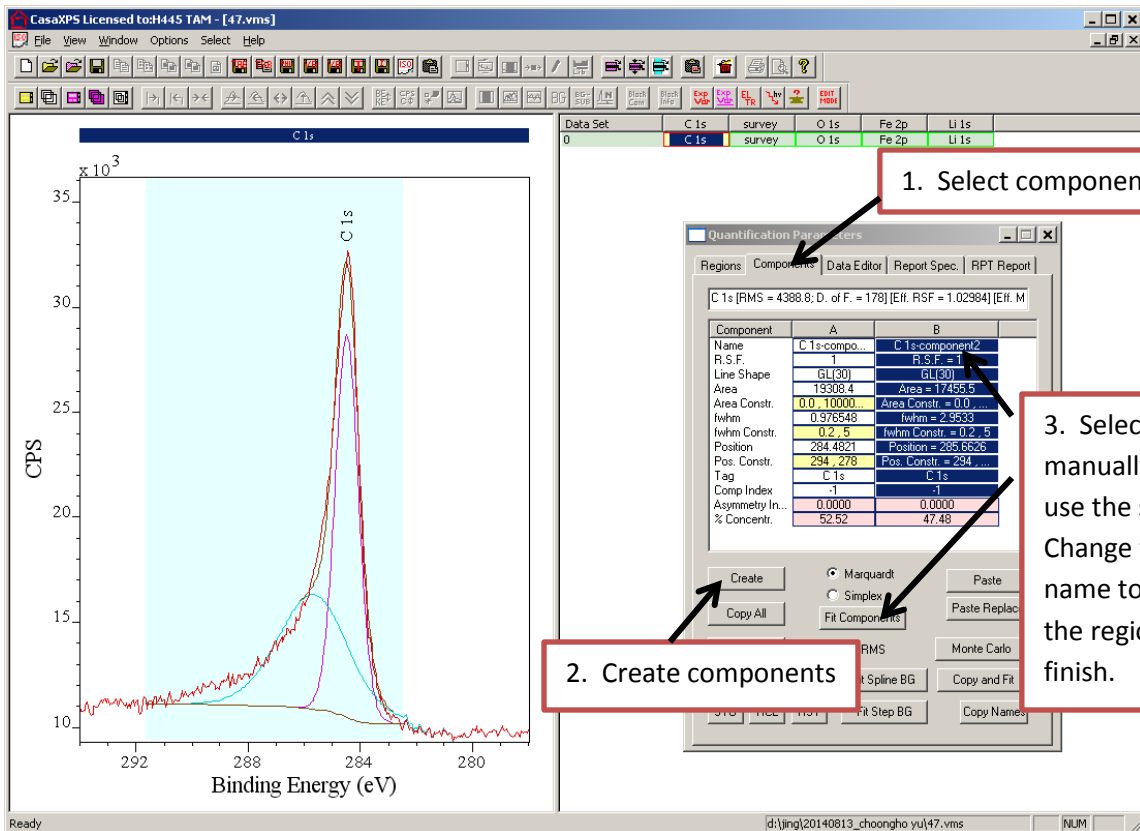 CasaXPS Licensed to:H445 TAM - [47.vms]
File View Window Options Select Help
C 1s
x 10^3
35
30
25
20
15
10
CPS
C 1s
292 288 284 280
Binding Energy (eV)
Data Set C 1s survey O 1s Fe 2p Li 1s
0 C 1s survey O 1s Fe 2p Li 1s
1. Select componen
Quantification Parameters
Regions Components Data Editor Report Spec. RPT Report
C 1s [RMS = 4388.8; D. of F. = 178] [Eff. RSF = 1.02984] [Eff. M
Component A B
Name C 1s-compo... C 1s-component2
R.S.F. 1 R.S.F. = 1
Line Shape GL(30) GL(30)
Area 19308.4 Area = 17455.5
Area Constr. 0.0 , 10000... Area Constr. = 0.0 , ...
fwhm 0.976548 fwhm = 2.9533
fwhm Constr. 0.2 , 5 fwhm Constr. = 0.2 , 5
Position 284.4821 Position = 285.6626
Pos. Constr. 294 , 278 Pos. Constr. = 294 , ...
Tag C 1s C 1s
Comp Index -1 -1
Asymmetry In... 0.0000 0.0000
% Concentr. 52.52 47.48
3. Selec
manuall
use the
Change
name to
the regio
finish.
Create Marquardt Paste
Simplex
Copy All Fit Components Paste Replace
2. Create components
RMS Monte Carlo
Spline BG Copy and Fit
Fit Step BG Copy Names
Ready d:\jing\20140813_choongho yu\47.vms NUM